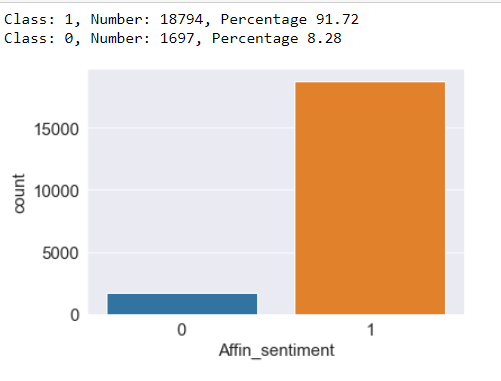 Class: 1, Number: 18794, Percentage 91.72
Class: 0, Number: 1697, Percentage 8.28
15000
10000
5000
0
count
0 1
Affin_sentiment